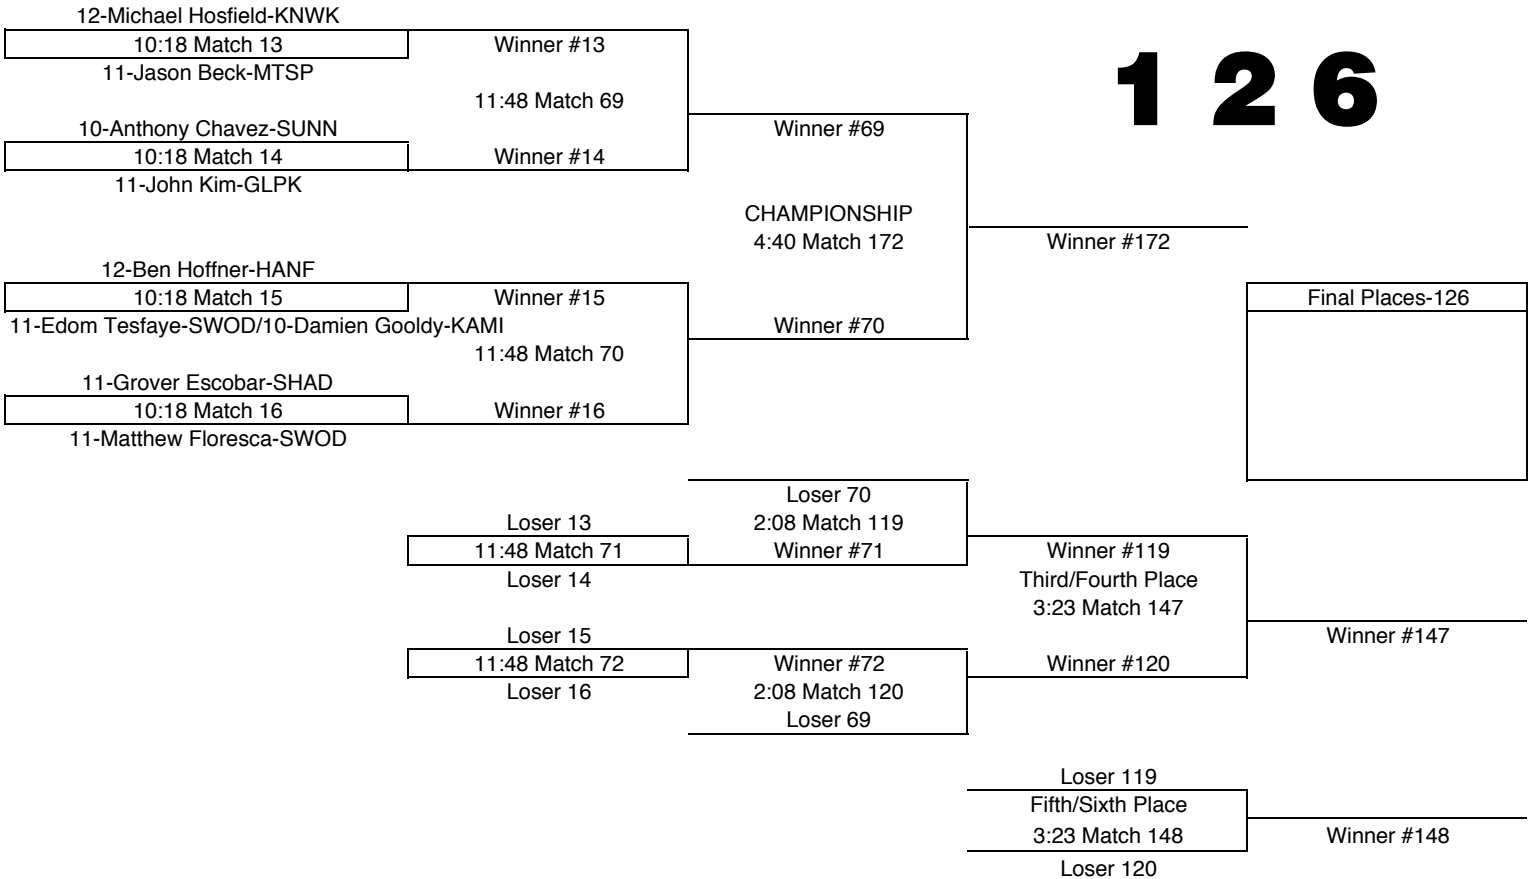 12-Michael Hosfield-KNWK
10:18 Match 13
Winner #13
11-Jason Beck-MTSP
11:48 Match 69
10-Anthony Chavez-SUNN
Winner #69
10:18 Match 14
Winner #14
11-John Kim-GLPK
1 2 6
CHAMPIONSHIP
4:40 Match 172
Winner #172
12-Ben Hoffner-HANF
10:18 Match 15
Winner #15
Final Places-126
11-Edom Tesfaye-SWOD/10-Damien Gooldy-KAMI
Winner #70
11:48 Match 70
11-Grover Escobar-SHAD
10:18 Match 16
Winner #16
11-Matthew Floresca-SWOD
Loser 70
Loser 13
2:08 Match 119
11:48 Match 71
Winner #71
Winner #119
Loser 14
Third/Fourth Place
3:23 Match 147
Loser 15
Winner #147
11:48 Match 72
Winner #72
Winner #120
Loser 16
2:08 Match 120
Loser 69
Loser 119
Fifth/Sixth Place
3:23 Match 148
Winner #148
Loser 120